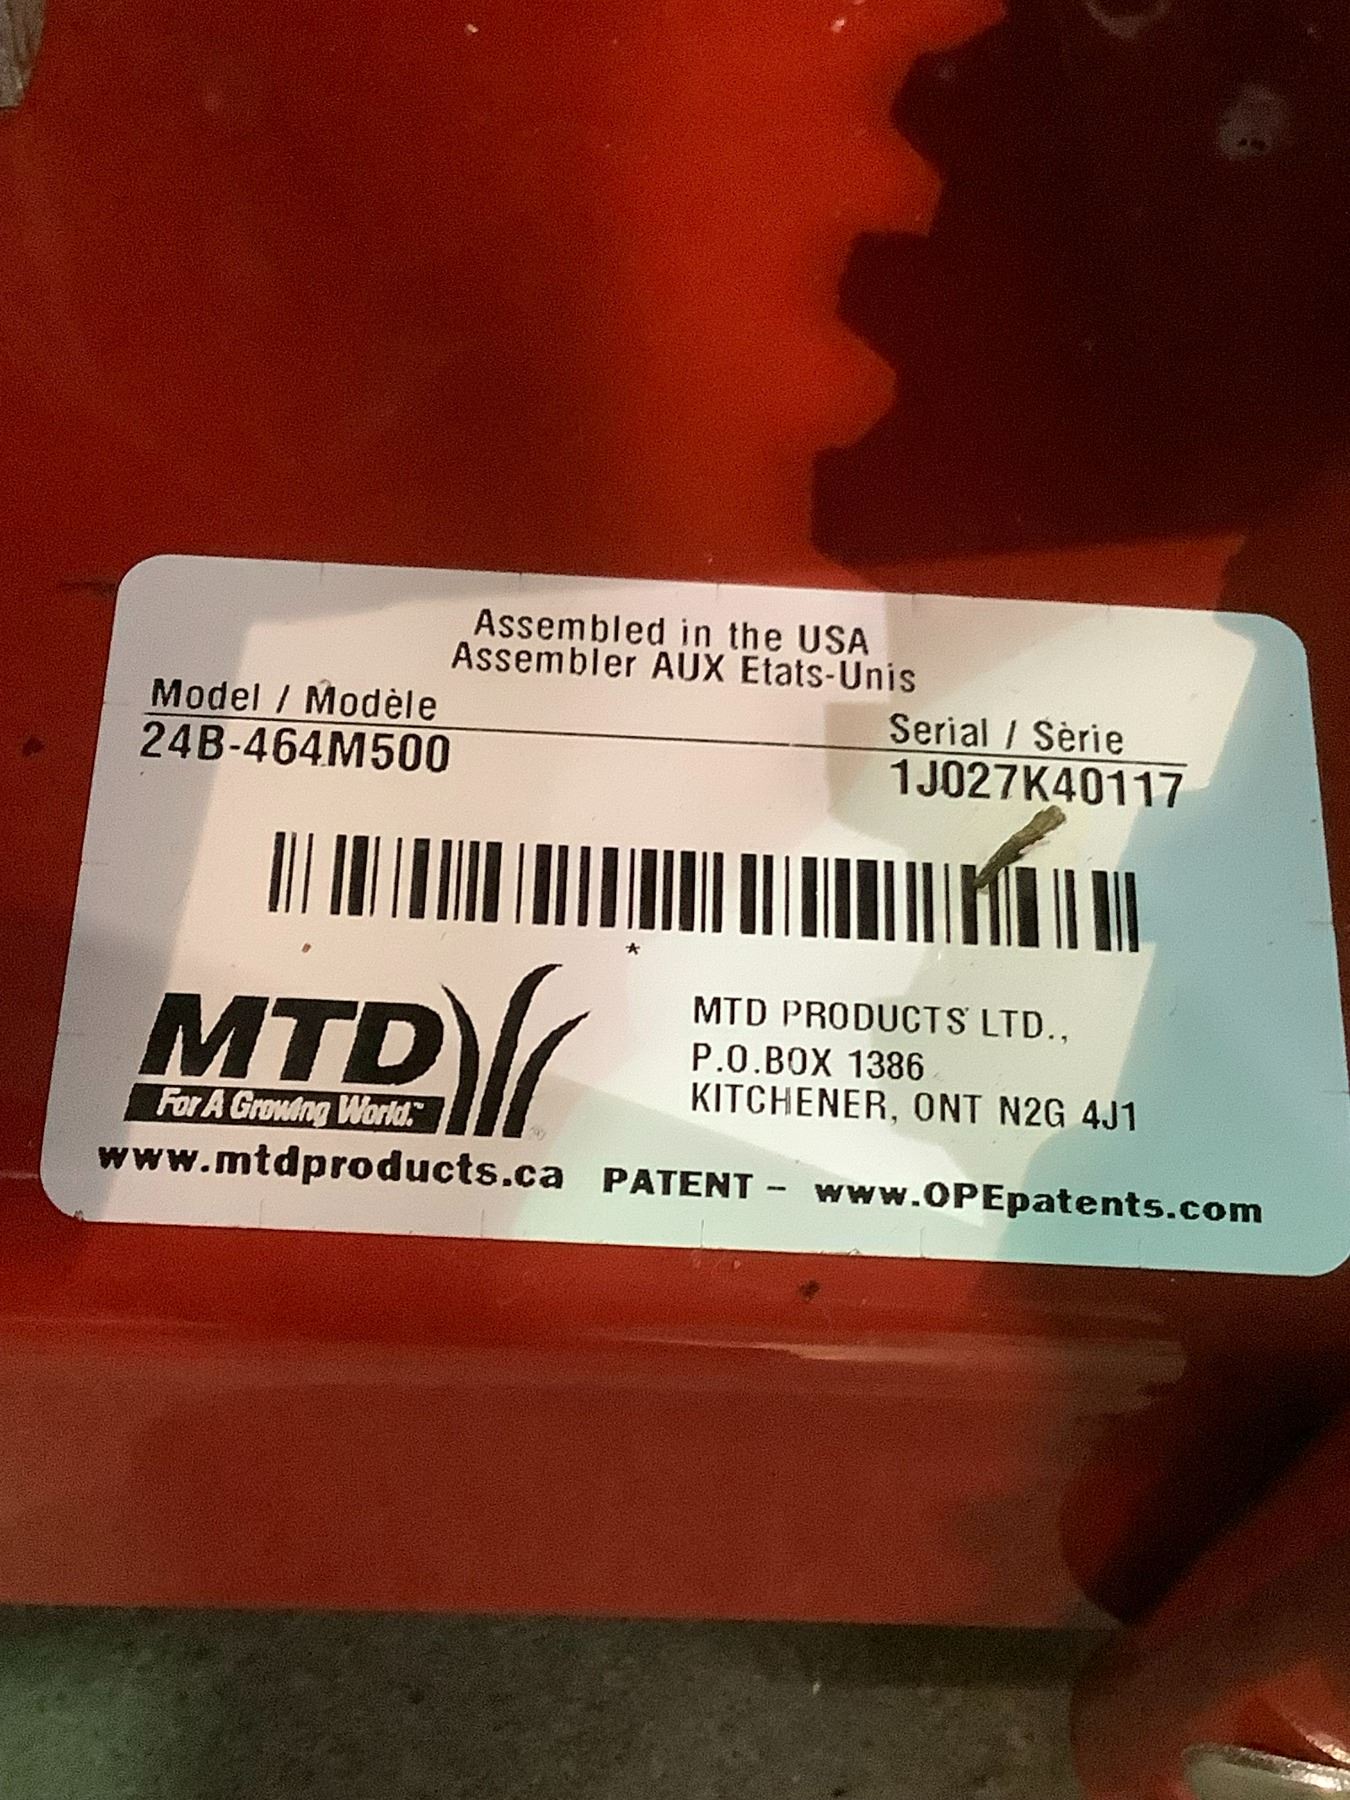 Assembled in the USA
Assembler AUX Etats-Unis
Model / Modèle
24B-464M500
Serial / Sèrie
1J027K40117
*
MTD
For A Growing World.™
®
MTD PRODUCTS LTD.,
P.O.BOX 1386
KITCHENER, ONT N2G 4J1
www.mtdproducts.ca PATENT - www.OPEpatents.com